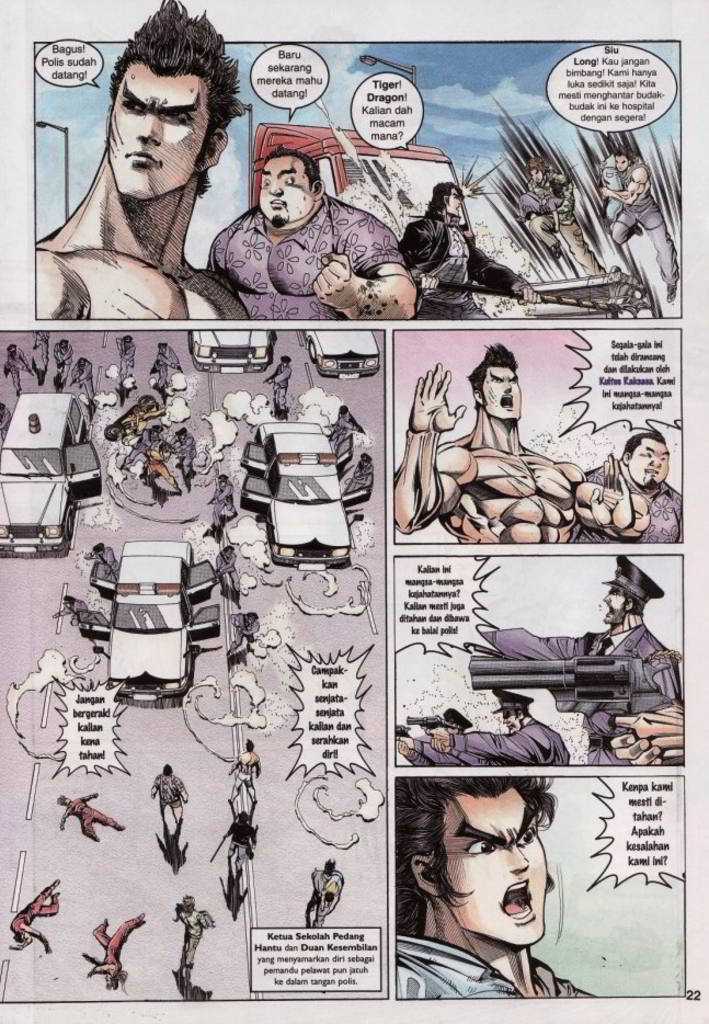 Bagus!
Polis sudah
datang!
Baru
sekarang
mereka mahu
datang!
Tiger!
Dragon!
Kalian dah
macam
mana?
Siu
Long! Kau jangan
bimbang! Kami hanya
luka sedikit saja! Kita
mesti menghantar budak-
budak ini ke hospital
dengan segera!
Jangan
bergerak!
kalian
kena
tahan!
Campak-
kan
senjata-
senjata
kalian dan
serahkan
diri!
Ketua Sekolah Pedang
Hantu dan Duan Kesembilan
yang menyamarkan diri sebagai
pemandu pelawat pun jatuh
ke dalam tangan polis.
Segala-gala ini
telah dirancang
dan dilakukan oleh
Kultus Raksasa. Kami
ini mangsa-mangsa
kejahatannya!
Kalian ini
mangsa-mangsa
kejahatannya?
Kalian mesti juga
ditahan dan dibawa
ke balai polis!
Kenpa kami
mesti di-
tahan?
Apakah
kesalahan
kami ini?
22